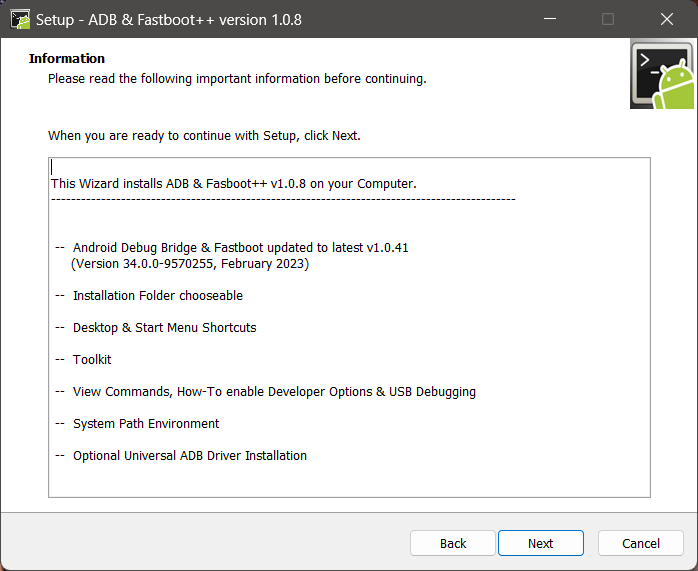 Setup - ADB & Fastboot++ version 1.0.8
Information
Please read the following important information before continuing.
When you are ready to continue with Setup, click Next.
This Wizard installs ADB & Fasboot++ v1.0.8 on your Computer.
---------------------------------------------------------------------------------------------
-- Android Debug Bridge & Fastboot updated to latest v1.0.41
(Version 34.0.0-9570255, February 2023)
-- Installation Folder chooseable
-- Desktop & Start Menu Shortcuts
-- Toolkit
-- View Commands, How-To enable Developer Options & USB Debugging
-- System Path Environment
-- Optional Universal ADB Driver Installation
Back Next Cancel